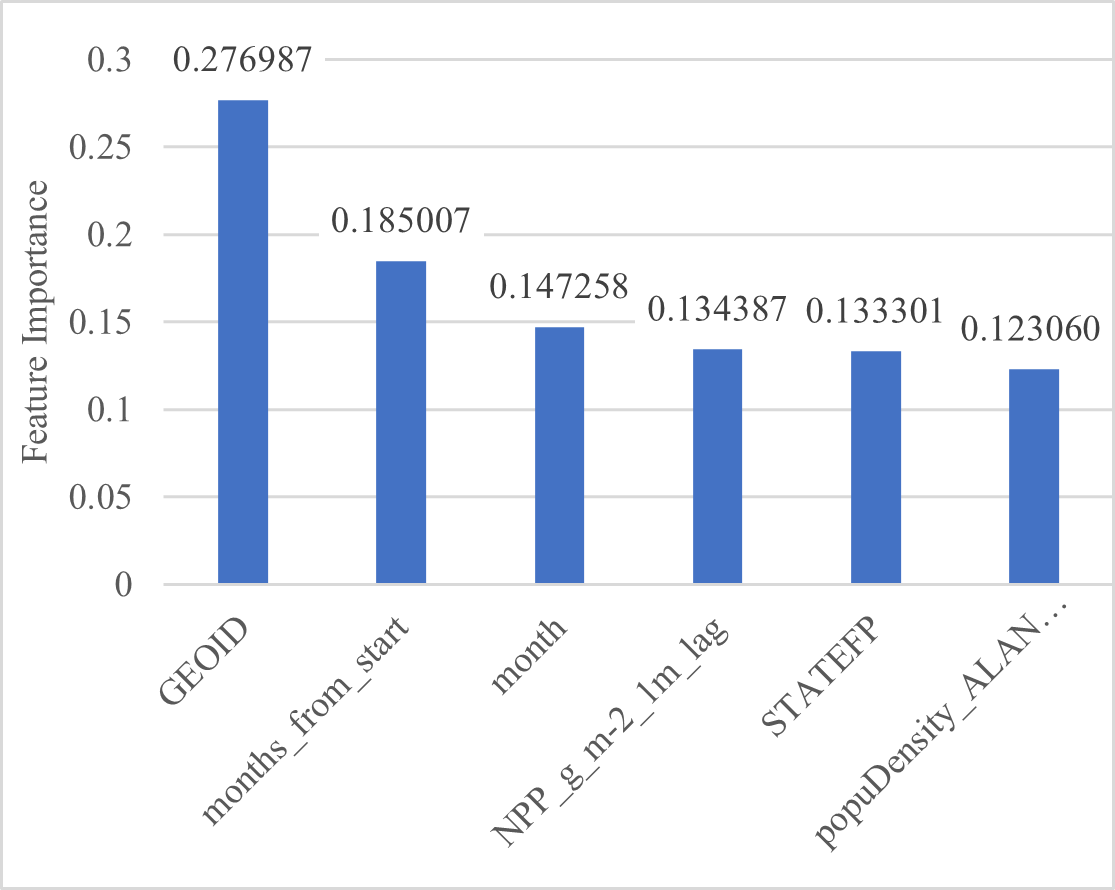 Feature Importance
0.3
0.25
0.2
0.15
0.1
0.05
0
0.276987
0.185007
0.147258
0.134387
0.133301
0.123060
GEOID
months_from_start
month
NPP_g_m-2_1m_lag
STATEFP
popuDensity_ALAN…